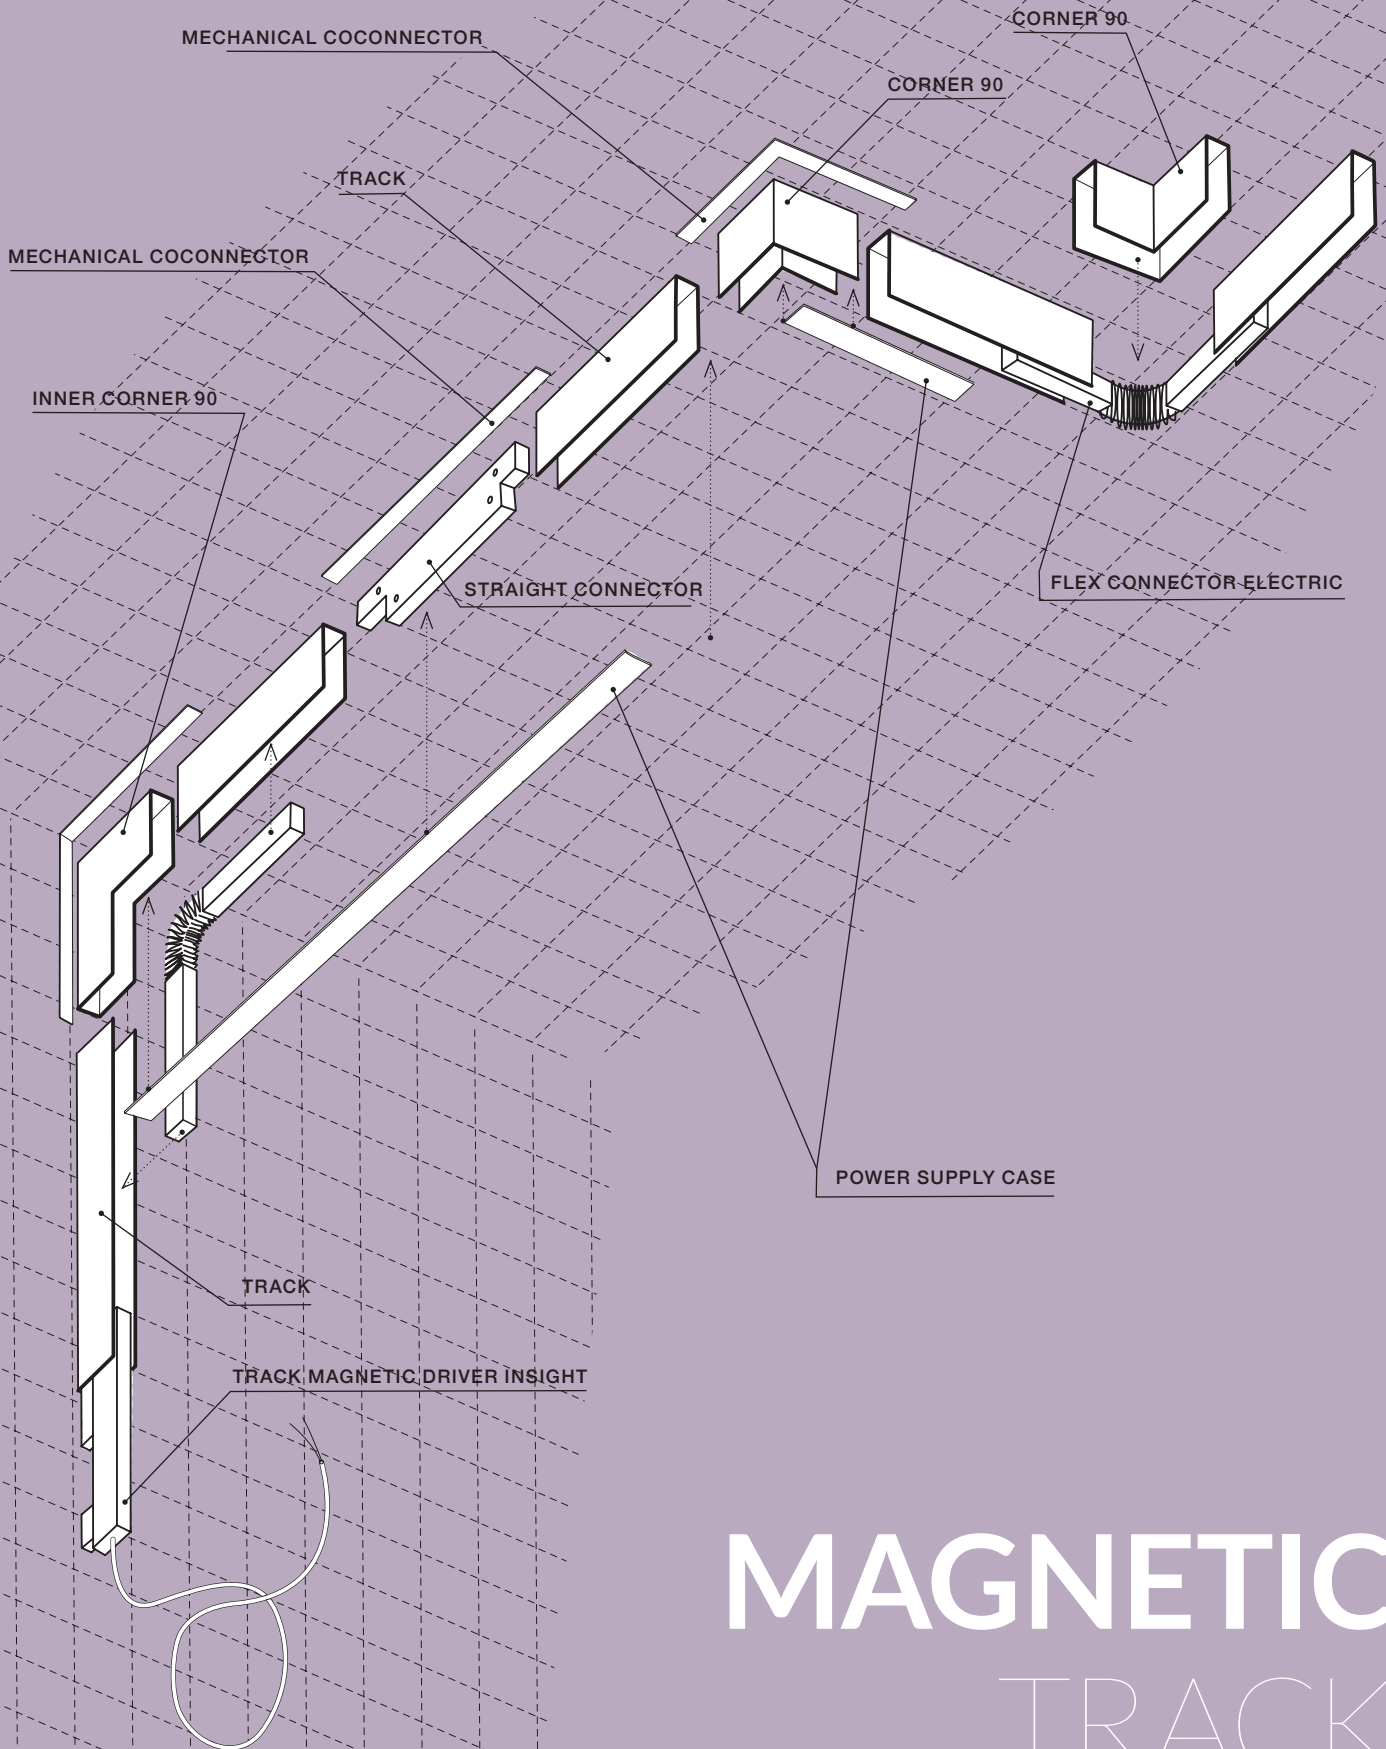 CORNER 90
MECHANICAL COCONNECTOR
CORNER 90
TRACK
MECHANICAL COCONNECTOR
INNER CORNER 90
STRAIGHT CONNECTOR
FLEX CONNECTOR ELECTRIC
POWER SUPPLY CASE
TRACK
TRACK MAGNETIC DRIVER INSIGHT
MAGNETIC
TRACK